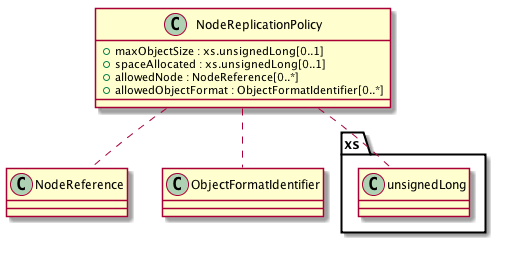 C NodeReplicationPolicy
maxObjectSize : xs.unsignedLong[0..1]
spaceAllocated : xs.unsignedLong[0..1]
allowedNode : NodeReference[0..*]
allowedObjectFormat : ObjectFormatIdentifier[0..*]
xs
C NodeReference
C ObjectFormatIdentifier
C unsignedLong